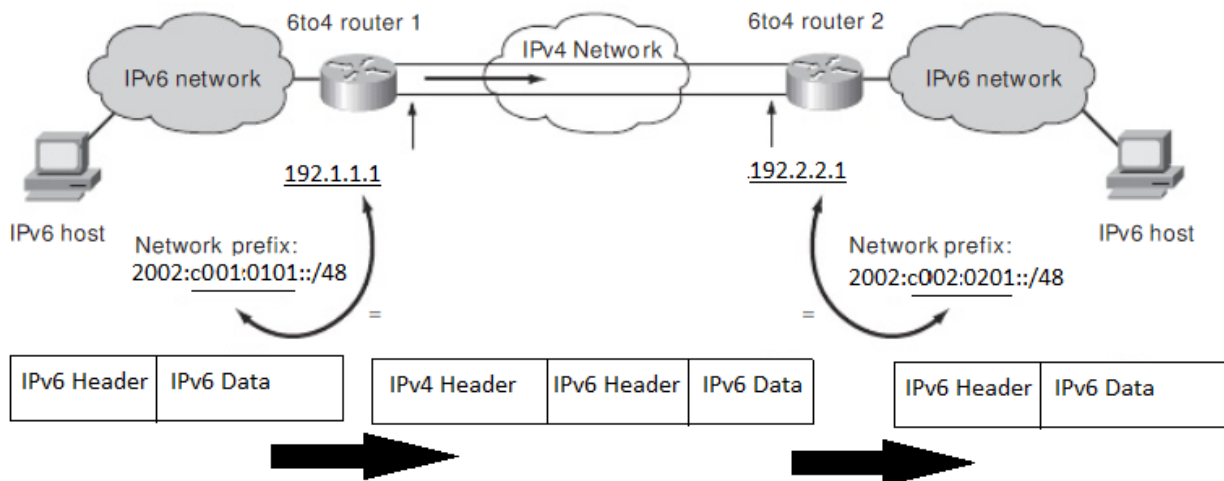 6to4 router 1
6to4 router 2
IPv6 network
IPv4 Network
IPv6 network
192.1.1.1
192.2.2.1
IPv6 host
IPv6 host
Network prefix:
2002:c001:0101::/48
Network prefix:
2002:c002:0201::/48
=
=
IPv6 Header
IPv6 Data
IPv4 Header
IPv6 Header
IPv6 Data
IPv6 Header
IPv6 Data